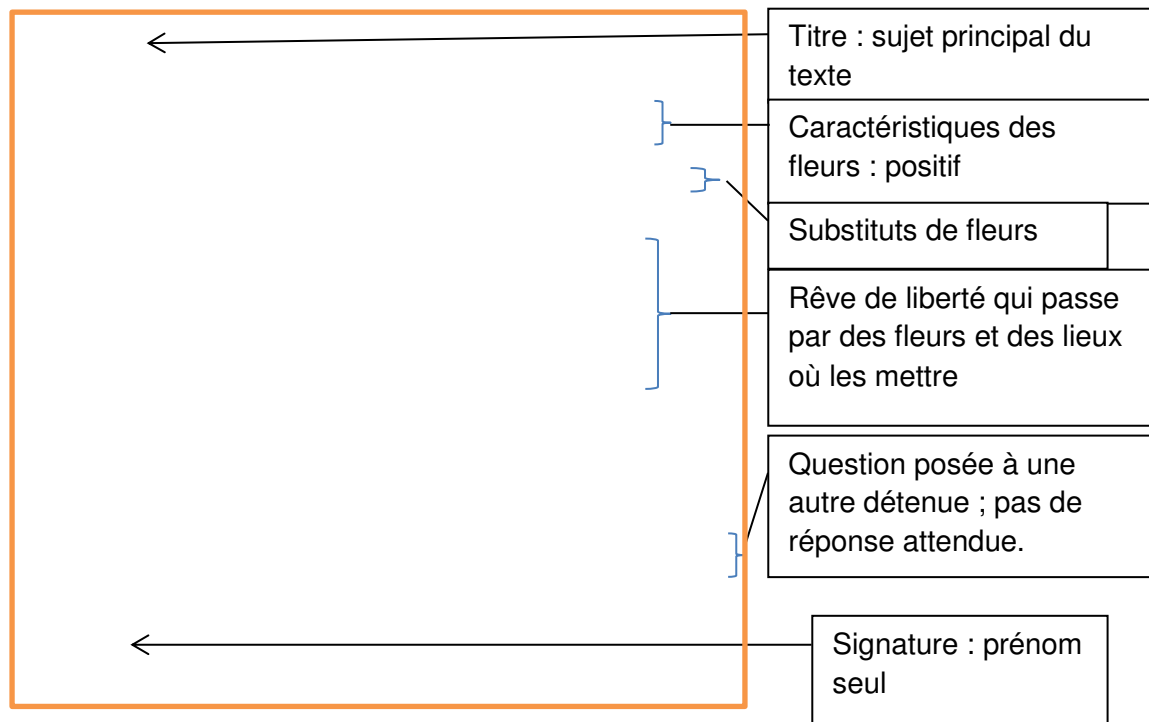 Titre : sujet principal du
texte
Caractéristiques des
fleurs : positif
Substituts de fleurs
Rêve de liberté qui passe
par des fleurs et des lieux
où les mettre
Question posée à une
autre détenue ; pas de
réponse attendue.
Signature : prénom
seul